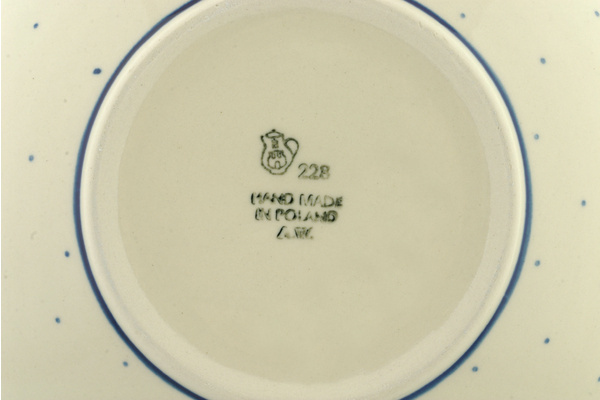 228
HAND MADE
IN POLAND
A.W.